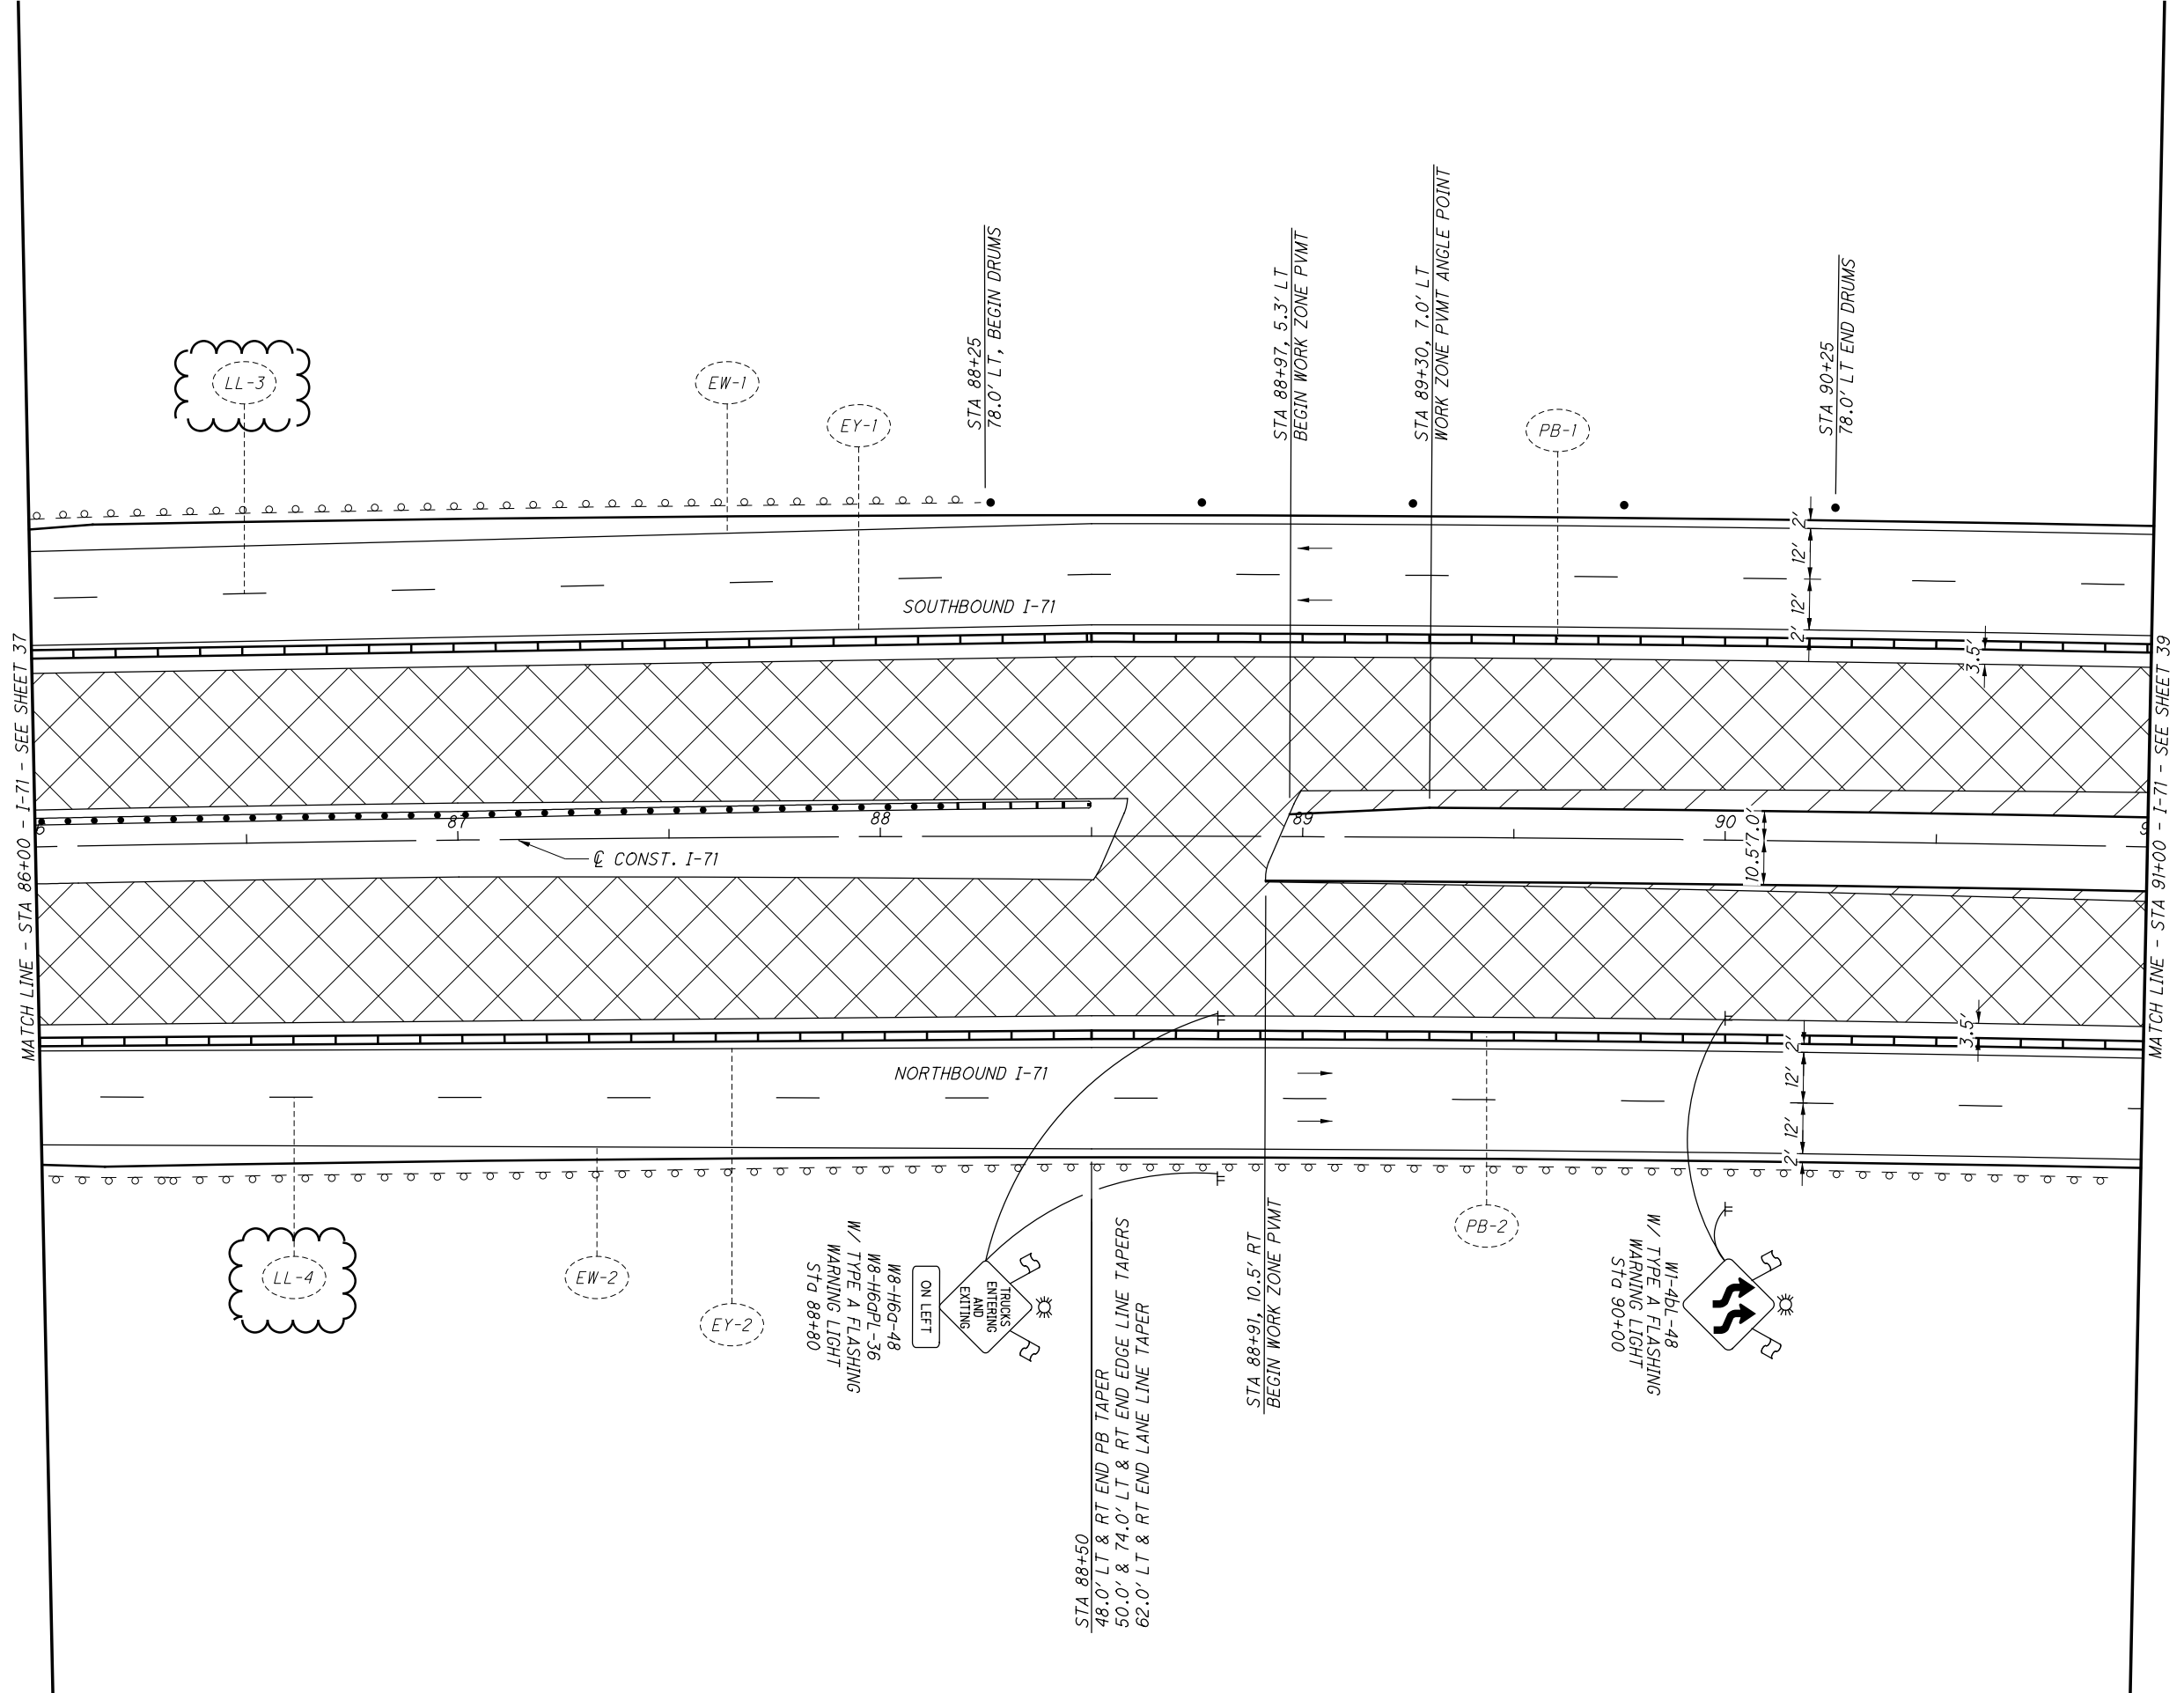 STA 88+25
78.0' LT, BEGIN DRUMS
STA 88+97, 5.3' LT
BEGIN WORK ZONE PVMT
STA 89+30, 7.0' LT
WORK ZONE PVMT ANGLE POINT
STA 90+25
78.0' LT END DRUMS
LL-3
EW-1
EY-1
PB-1
2'
12'
12'
2'
3.5'
SOUTHBOUND I-71
MATCH LINE - STA 86+00 - I-71 - SEE SHEET 37
MATCH LINE - STA 91+00 - I-71 - SEE SHEET 39
87
88
89
90
7.0'
10.5'
℄ CONST. I-71
NORTHBOUND I-71
3.5'
2'
12'
12'
2'
LL-4
EW-2
EY-2
PB-2
W8-H6a-48
W8-H6aPL-36
W/ TYPE A FLASHING
WARNING LIGHT
Sta 88+80
ON LEFT
TRUCKS
ENTERING
AND
EXITING
STA 88+50
48.0' LT & RT END PB TAPER
50.0' & 74.0' LT & RT END EDGE LINE TAPERS
62.0' LT & RT END LANE LINE TAPER
STA 88+91, 10.5' RT
BEGIN WORK ZONE PVMT
W1-4bL-48
W/ TYPE A FLASHING
WARNING LIGHT
Sta 90+00